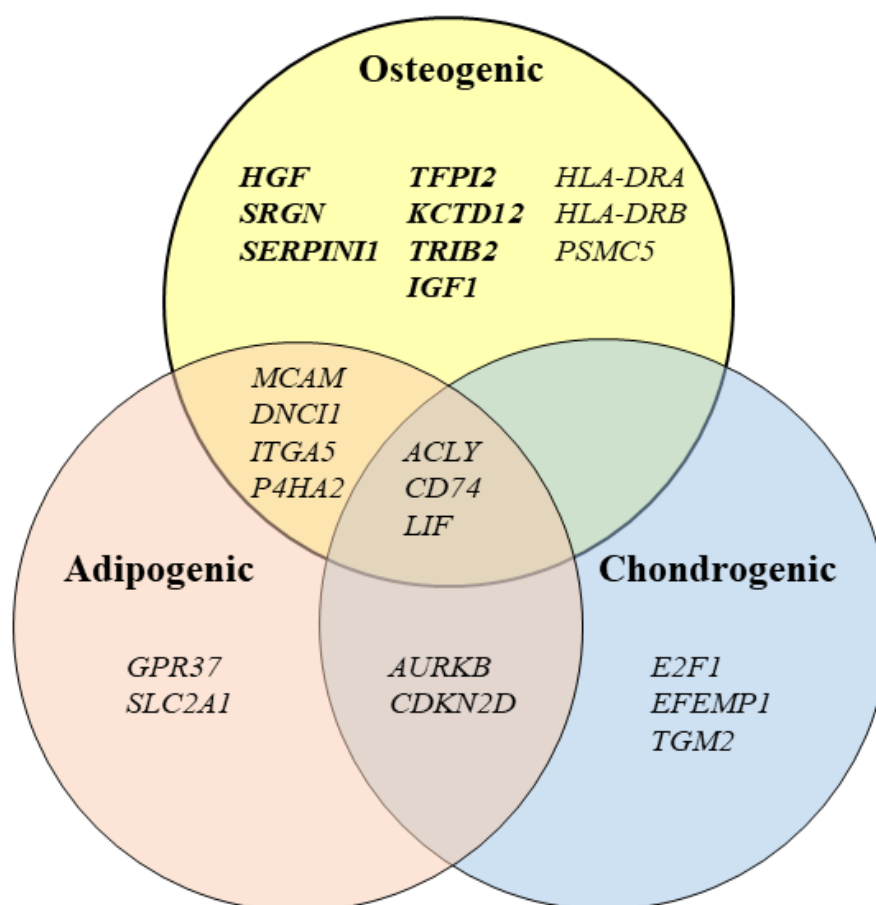 Osteogenic
HGF TFPI2 HLA-DRA
SRGN KCTD12 HLA-DRB
SERPINI1 TRIB2 PSMC5
IGF1
MCAM
DNCI1
ITGA5 ACLY
P4HA2 CD74
LIF
Adipogenic Chondrogenic
GPR37 AURKB E2F1
SLC2A1 CDKN2D EFEMP1
TGM2